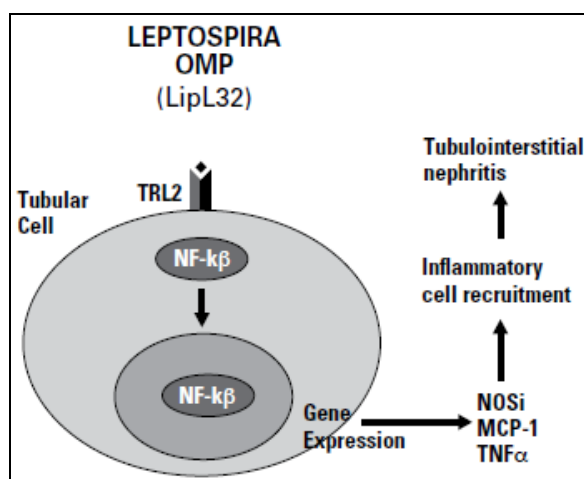 LEPTOSPIRA
OMP
(LipL32)
TRL2
Tubular
Cell
NF-kβ
NF-kβ
Gene
Expression
NOSi
MCP-1
TNFα
Inflammatory
cell recruitment
Tubulointerstitial
nephritis